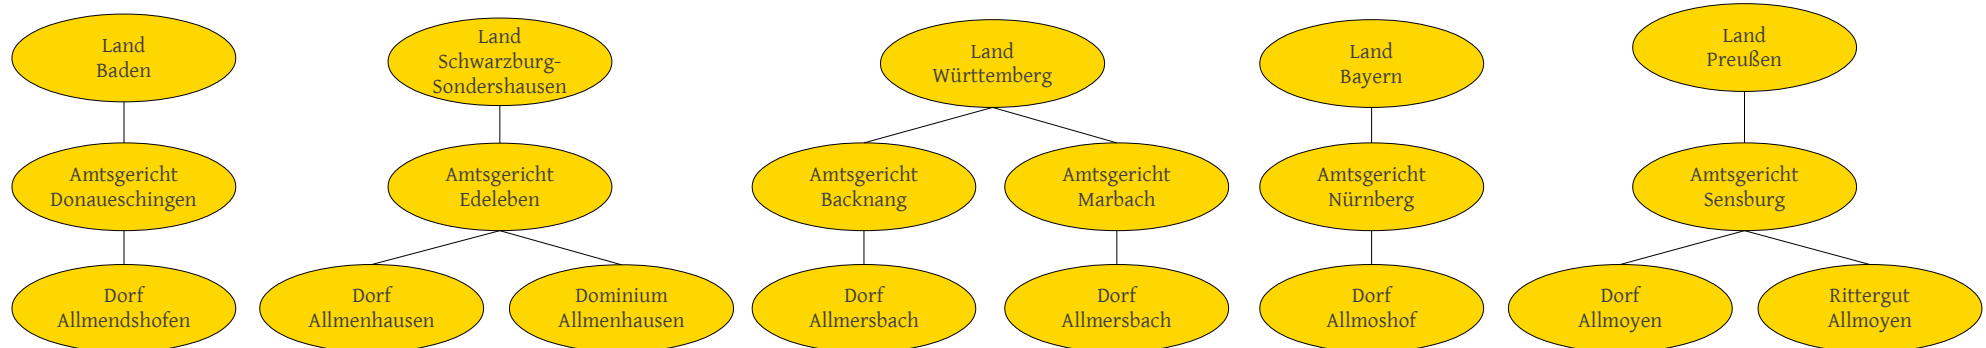 Land
Baden
Land
Schwarzburg-
Sondershausen
Land
Württemberg
Land
Bayern
Land
Preußen
Amtsgericht
Donaueschingen
Amtsgericht
Edeleben
Amtsgericht
Backnang
Amtsgericht
Marbach
Amtsgericht
Nürnberg
Amtsgericht
Sensburg
Dorf
Allmendshofen
Dorf
Allmenhausen
Dominium
Allmenhausen
Dorf
Allmersbach
Dorf
Allmersbach
Dorf
Allmoshof
Dorf
Allmoyen
Rittergut
Allmoyen